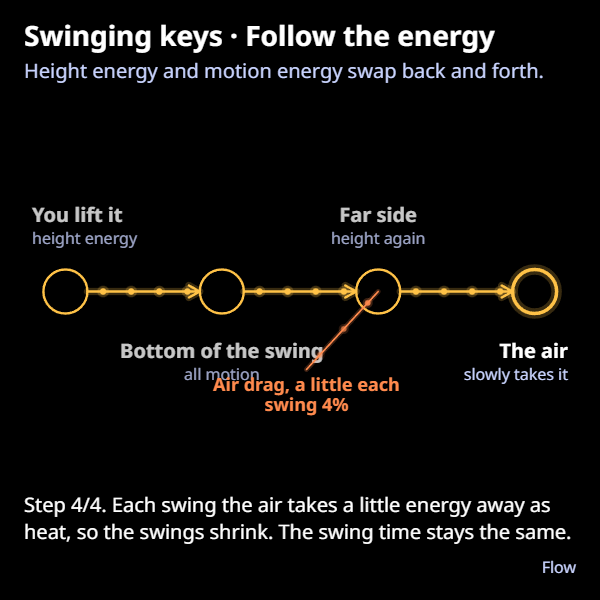 Swinging keys · Follow the energy
Height energy and motion energy swap back and forth.
You lift it
height energy
Far side
height again
Bottom of the swing
all motion
The air
slowly takes it
Air drag, a little each
swing 4%
Step 4/4. Each swing the air takes a little energy away as
heat, so the swings shrink. The swing time stays the same.
Flow